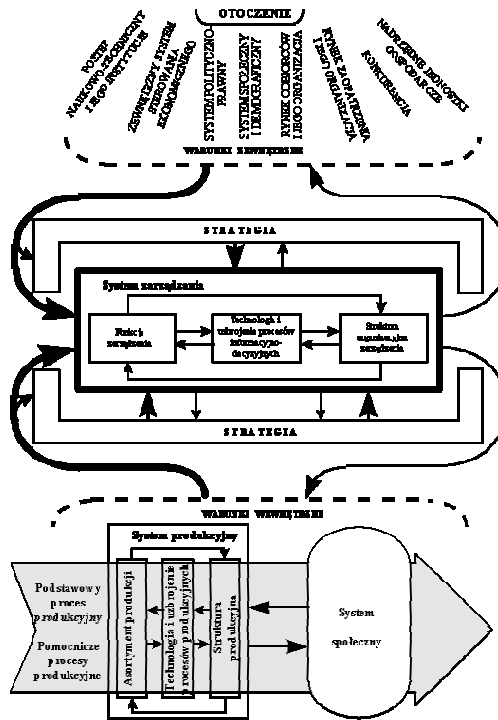 OTOCZENIE
POSTĘP
NAUKOWO-TECHNICZNY
I JEGO INSTYTUCJE
ZEWNĘTRZNY SYSTEM
STEROWANIA
EKONOMICZNEGO
SYSTEM POLITYCZNO-
PRAWNY
SYSTEM SPOŁECZNY
I DEMOGRAFICZNY
RYNEK ODBIORCÓW
I JEGO ORGANIZACJA
RYNEK ZAOPATRZENIA
I JEGO ORGANIZACJA
KONKURENCJA
NADRZĘDNE JEDNOSTKI
GOSPODARCZE
WARUNKI ZEWNĘTRZNE
STRATEGIA
System zarządzania
Funkcje
zarządzania
Technologia i
uzbrojenie procesów
informacyjno-
decyzyjnych
Struktura
organizacyjna
zarządzania
STRATEGIA
WARUNKI WEWNĘTRZNE
System produkcyjny
Podstawowy
proces
produkcyjny
Pomocnicze
procesy
produkcyjne
Asortyment produkcji
Technologia i uzbrojenie
procesów produkcyjnych
Struktura
produkcyjna
System
społeczny